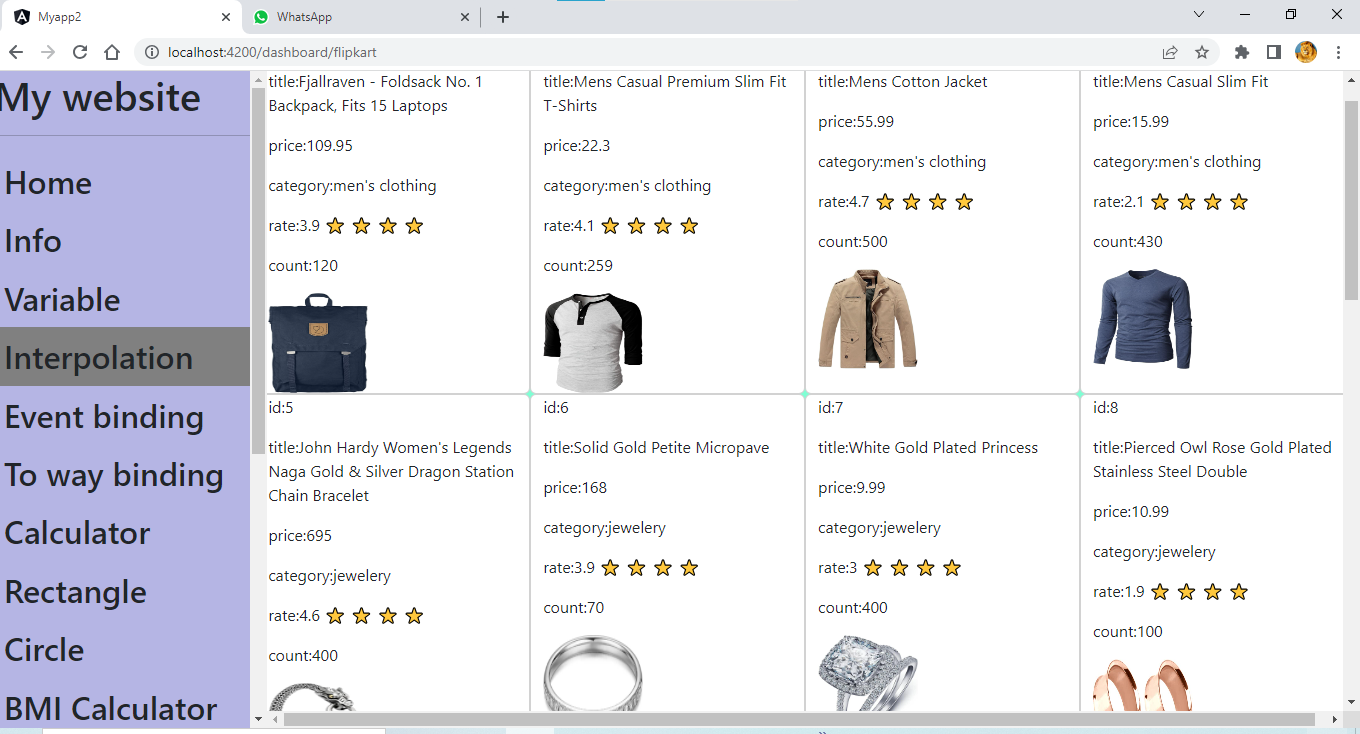 Myapp2
WhatsApp
localhost:4200/dashboard/flipkart
My website
Home
Info
Variable
Interpolation
Event binding
To way binding
Calculator
Rectangle
Circle
BMI Calculator
title:Fjallraven - Foldsack No. 1
Backpack, Fits 15 Laptops
price:109.95
category:men's clothing
rate:3.9
count:120
title:Mens Casual Premium Slim Fit
T-Shirts
price:22.3
category:men's clothing
rate:4.1
count:259
title:Mens Cotton Jacket
price:55.99
category:men's clothing
rate:4.7
count:500
title:Mens Casual Slim Fit
price:15.99
category:men's clothing
rate:2.1
count:430
id:5
title:John Hardy Women's Legends
Naga Gold & Silver Dragon Station
Chain Bracelet
price:695
category:jewelery
rate:4.6
count:400
id:6
title:Solid Gold Petite Micropave
price:168
category:jewelery
rate:3.9
count:70
id:7
title:White Gold Plated Princess
price:9.99
category:jewelery
rate:3
count:400
id:8
title:Pierced Owl Rose Gold Plated
Stainless Steel Double
price:10.99
category:jewelery
rate:1.9
count:100